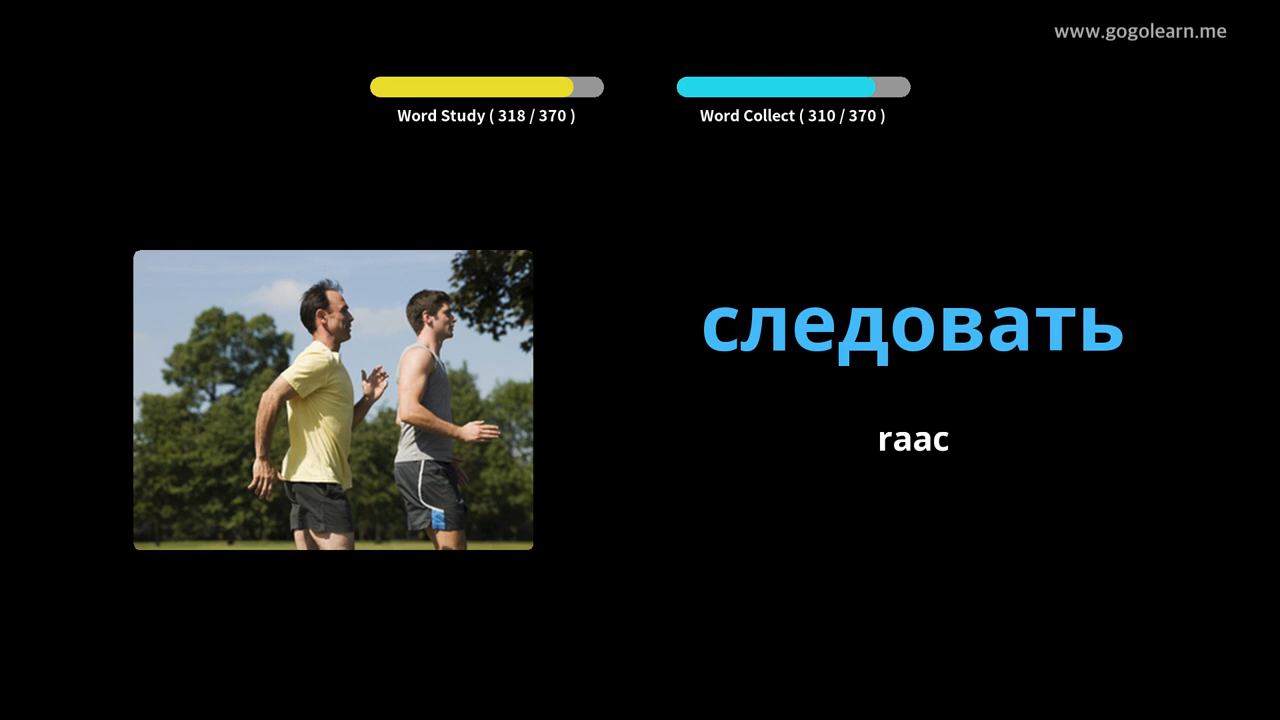 www.gogolearn.me
Word Study ( 318 / 370 )
Word Collect ( 310 / 370 )
следовать
raac